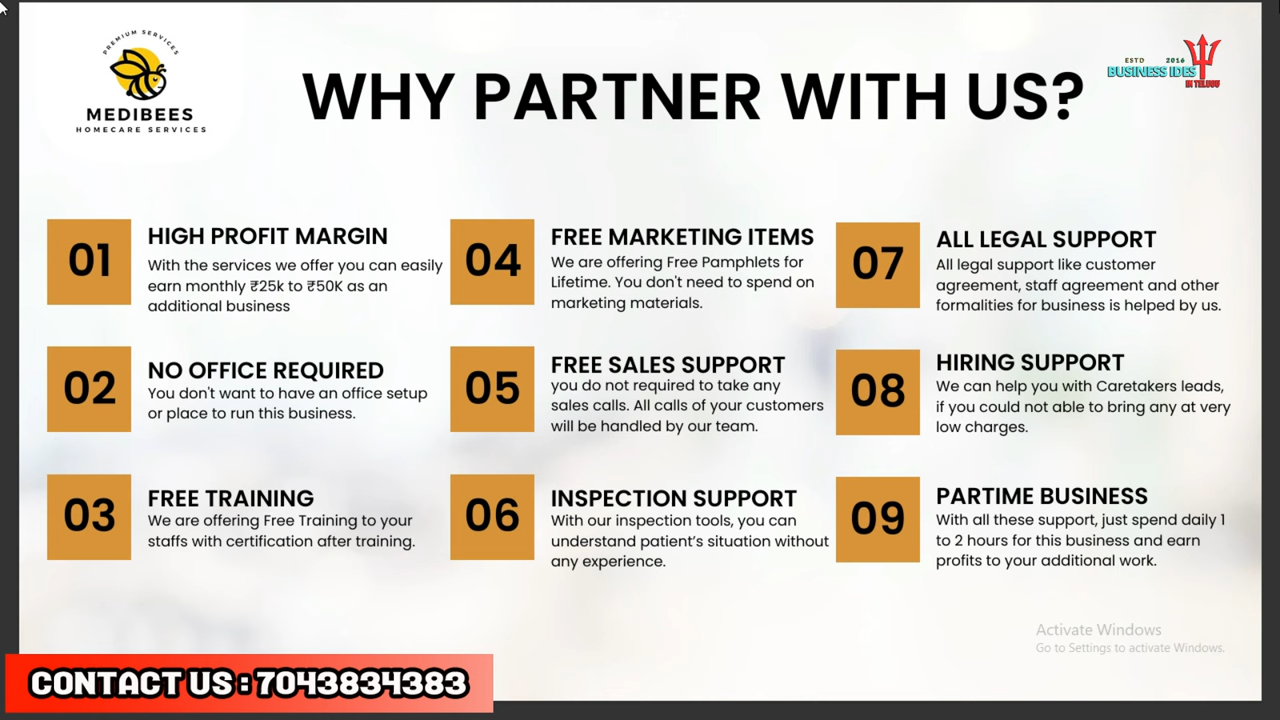 PREMIUM SERVICES
MEDIBEES
HOMECARE SERVICES
WHY PARTNER WITH US?
ESTD 2016
BUSINESS IDES
IN TELUGU
01
HIGH PROFIT MARGIN
With the services we offer you can easily
earn monthly ₹25k to ₹50K as an
additional business
02
NO OFFICE REQUIRED
You don't want to have an office setup
or place to run this business.
03
FREE TRAINING
We are offering Free Training to your
staffs with certification after training.
04
FREE MARKETING ITEMS
We are offering Free Pamphlets for
Lifetime. You don't need to spend on
marketing materials.
05
FREE SALES SUPPORT
you do not required to take any
sales calls. All calls of your customers
will be handled by our team.
06
INSPECTION SUPPORT
With our inspection tools, you can
understand patient's situation without
any experience.
07
ALL LEGAL SUPPORT
All legal support like customer
agreement, staff agreement and other
formalities for business is helped by us.
08
HIRING SUPPORT
We can help you with Caretakers leads,
if you could not able to bring any at very
low charges.
09
PARTIME BUSINESS
With all these support, just spend daily 1
to 2 hours for this business and earn
profits to your additional work.
Activate Windows
Go to Settings to activate Windows.
CONTACT US : 7043834383